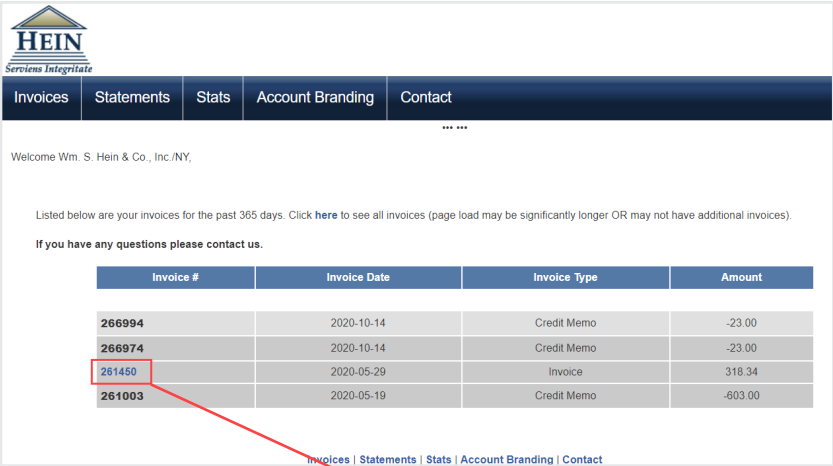 HEIN
Serviens Integritate
Invoices Statements Stats Account Branding Contact
... ...
Welcome Wm. S. Hein & Co., Inc./NY,
Listed below are your invoices for the past 365 days. Click here to see all invoices (page load may be significantly longer OR may not have additional invoices).
If you have any questions please contact us.
Invoice # Invoice Date Invoice Type Amount
266994 2020-10-14 Credit Memo -23.00
266974 2020-10-14 Credit Memo -23.00
261450 2020-05-29 Invoice 318.34
261003 2020-05-19 Credit Memo -603.00
Invoices | Statements | Stats | Account Branding | Contact